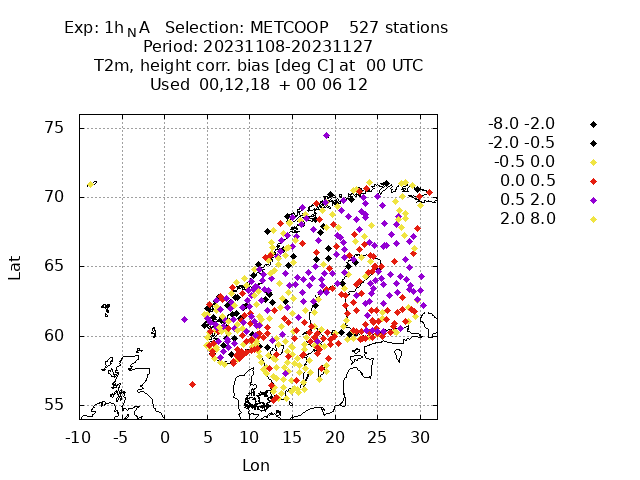 Exp: 1h_NA Selection: METCOOP 527 stations
Period: 20231108-20231127
T2m, height corr. bias [deg C] at 00 UTC
Used 00,12,18 + 00 06 12
-8.0 -2.0
-2.0 -0.5
-0.5 0.0
0.0 0.5
0.5 2.0
2.0 8.0
75
70
65
60
55
Lat
-10 -5 0 5 10 15 20 25 30
Lon